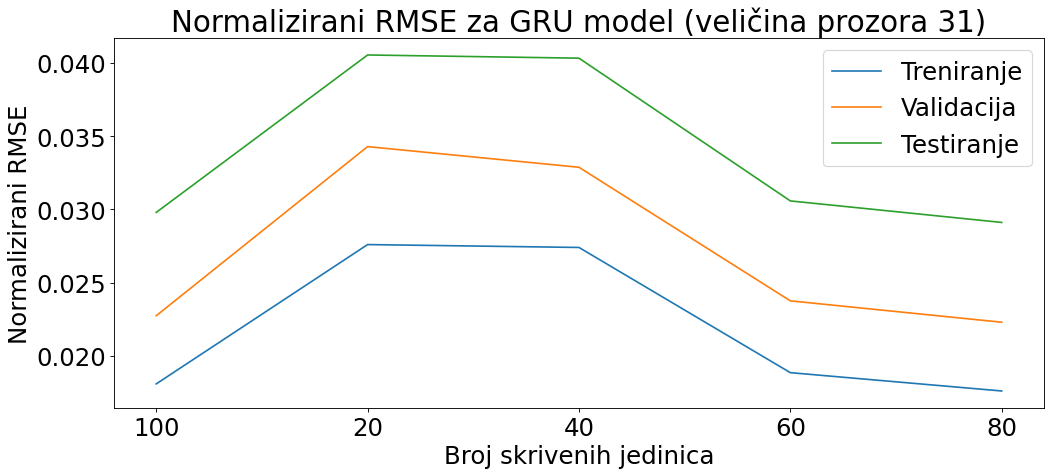 Normalizirani RMSE za GRU model (veličina prozora 31)
Normalizirani RMSE
0.040
0.035
0.030
0.025
0.020
Treniranje
Validacija
Testiranje
100 20 40 60 80
Broj skrivenih jedinica